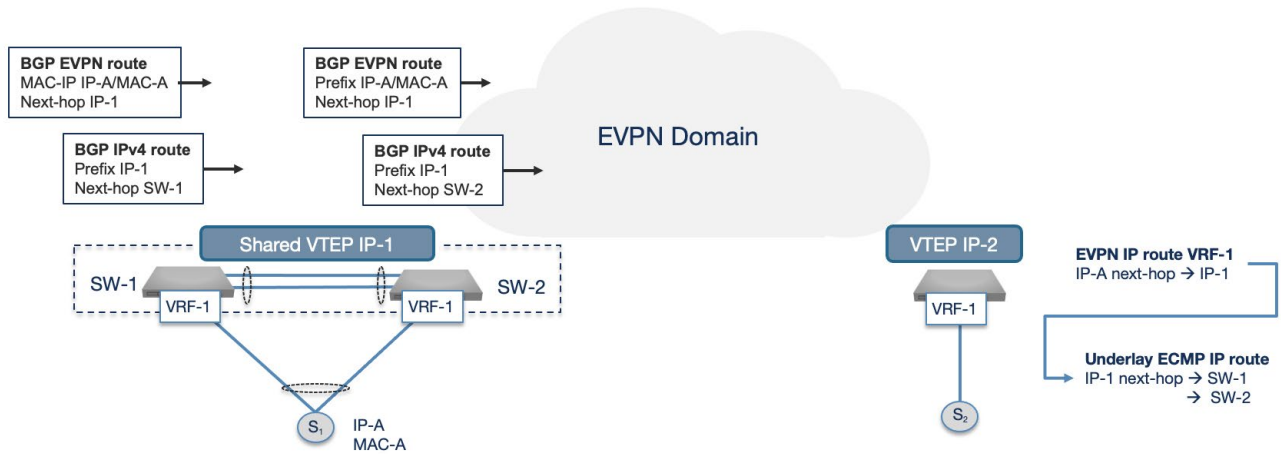 BGP EVPN route
MAC-IP IP-A/MAC-A
Next-hop IP-1
BGP EVPN route
Prefix IP-A/MAC-A
Next-hop IP-1
BGP IPv4 route
Prefix IP-1
Next-hop SW-1
BGP IPv4 route
Prefix IP-1
Next-hop SW-2
EVPN Domain
Shared VTEP IP-1
SW-1
VRF-1
VRF-1
SW-2
S1
IP-A
MAC-A
VTEP IP-2
VRF-1
S2
EVPN IP route VRF-1
IP-A next-hop → IP-1
Underlay ECMP IP route
IP-1 next-hop → SW-1
→ SW-2